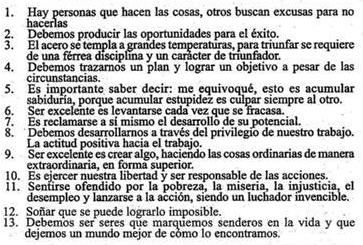 1. Hay personas que hacen las cosas, otros buscan excusas para no
hacerlas
2. Debemos producir las oportunidades para el éxito.
3. El acero se templa a grandes temperaturas, para triunfar se requiere
de una férrea disciplina y un carácter de triunfador.
4. Debemos trazarnos un plan y lograr un objetivo a pesar de las
circunstancias.
5. Es importante saber decir: me equivoqué, esto es acumular
sabiduría, porque acumular estupidez es culpar siempre al otro.
6. Ser excelente es levantarse cada vez que se fracasa.
7. Es reclamarse a sí mismo el desarrollo de su potencial.
8. Debemos desarrollarnos a través del privilegio de nuestro trabajo.
La actitud positiva hacia el trabajo.
9. Ser excelente es crear algo, haciendo las cosas ordinarias de manera
extraordinaria, en forma superior.
10. Es ejercer nuestra libertad y ser responsable de las acciones.
11. Sentirse ofendido por la pobreza, la miseria, la injusticia, el
desempleo y lanzarse a la acción, siendo un luchador invencible.
12. Soñar que se puede lograrlo imposible.
13. Debemos ser seres que marquemos senderos en la vida y que
dejemos un mundo mejor de cómo lo encontramos.